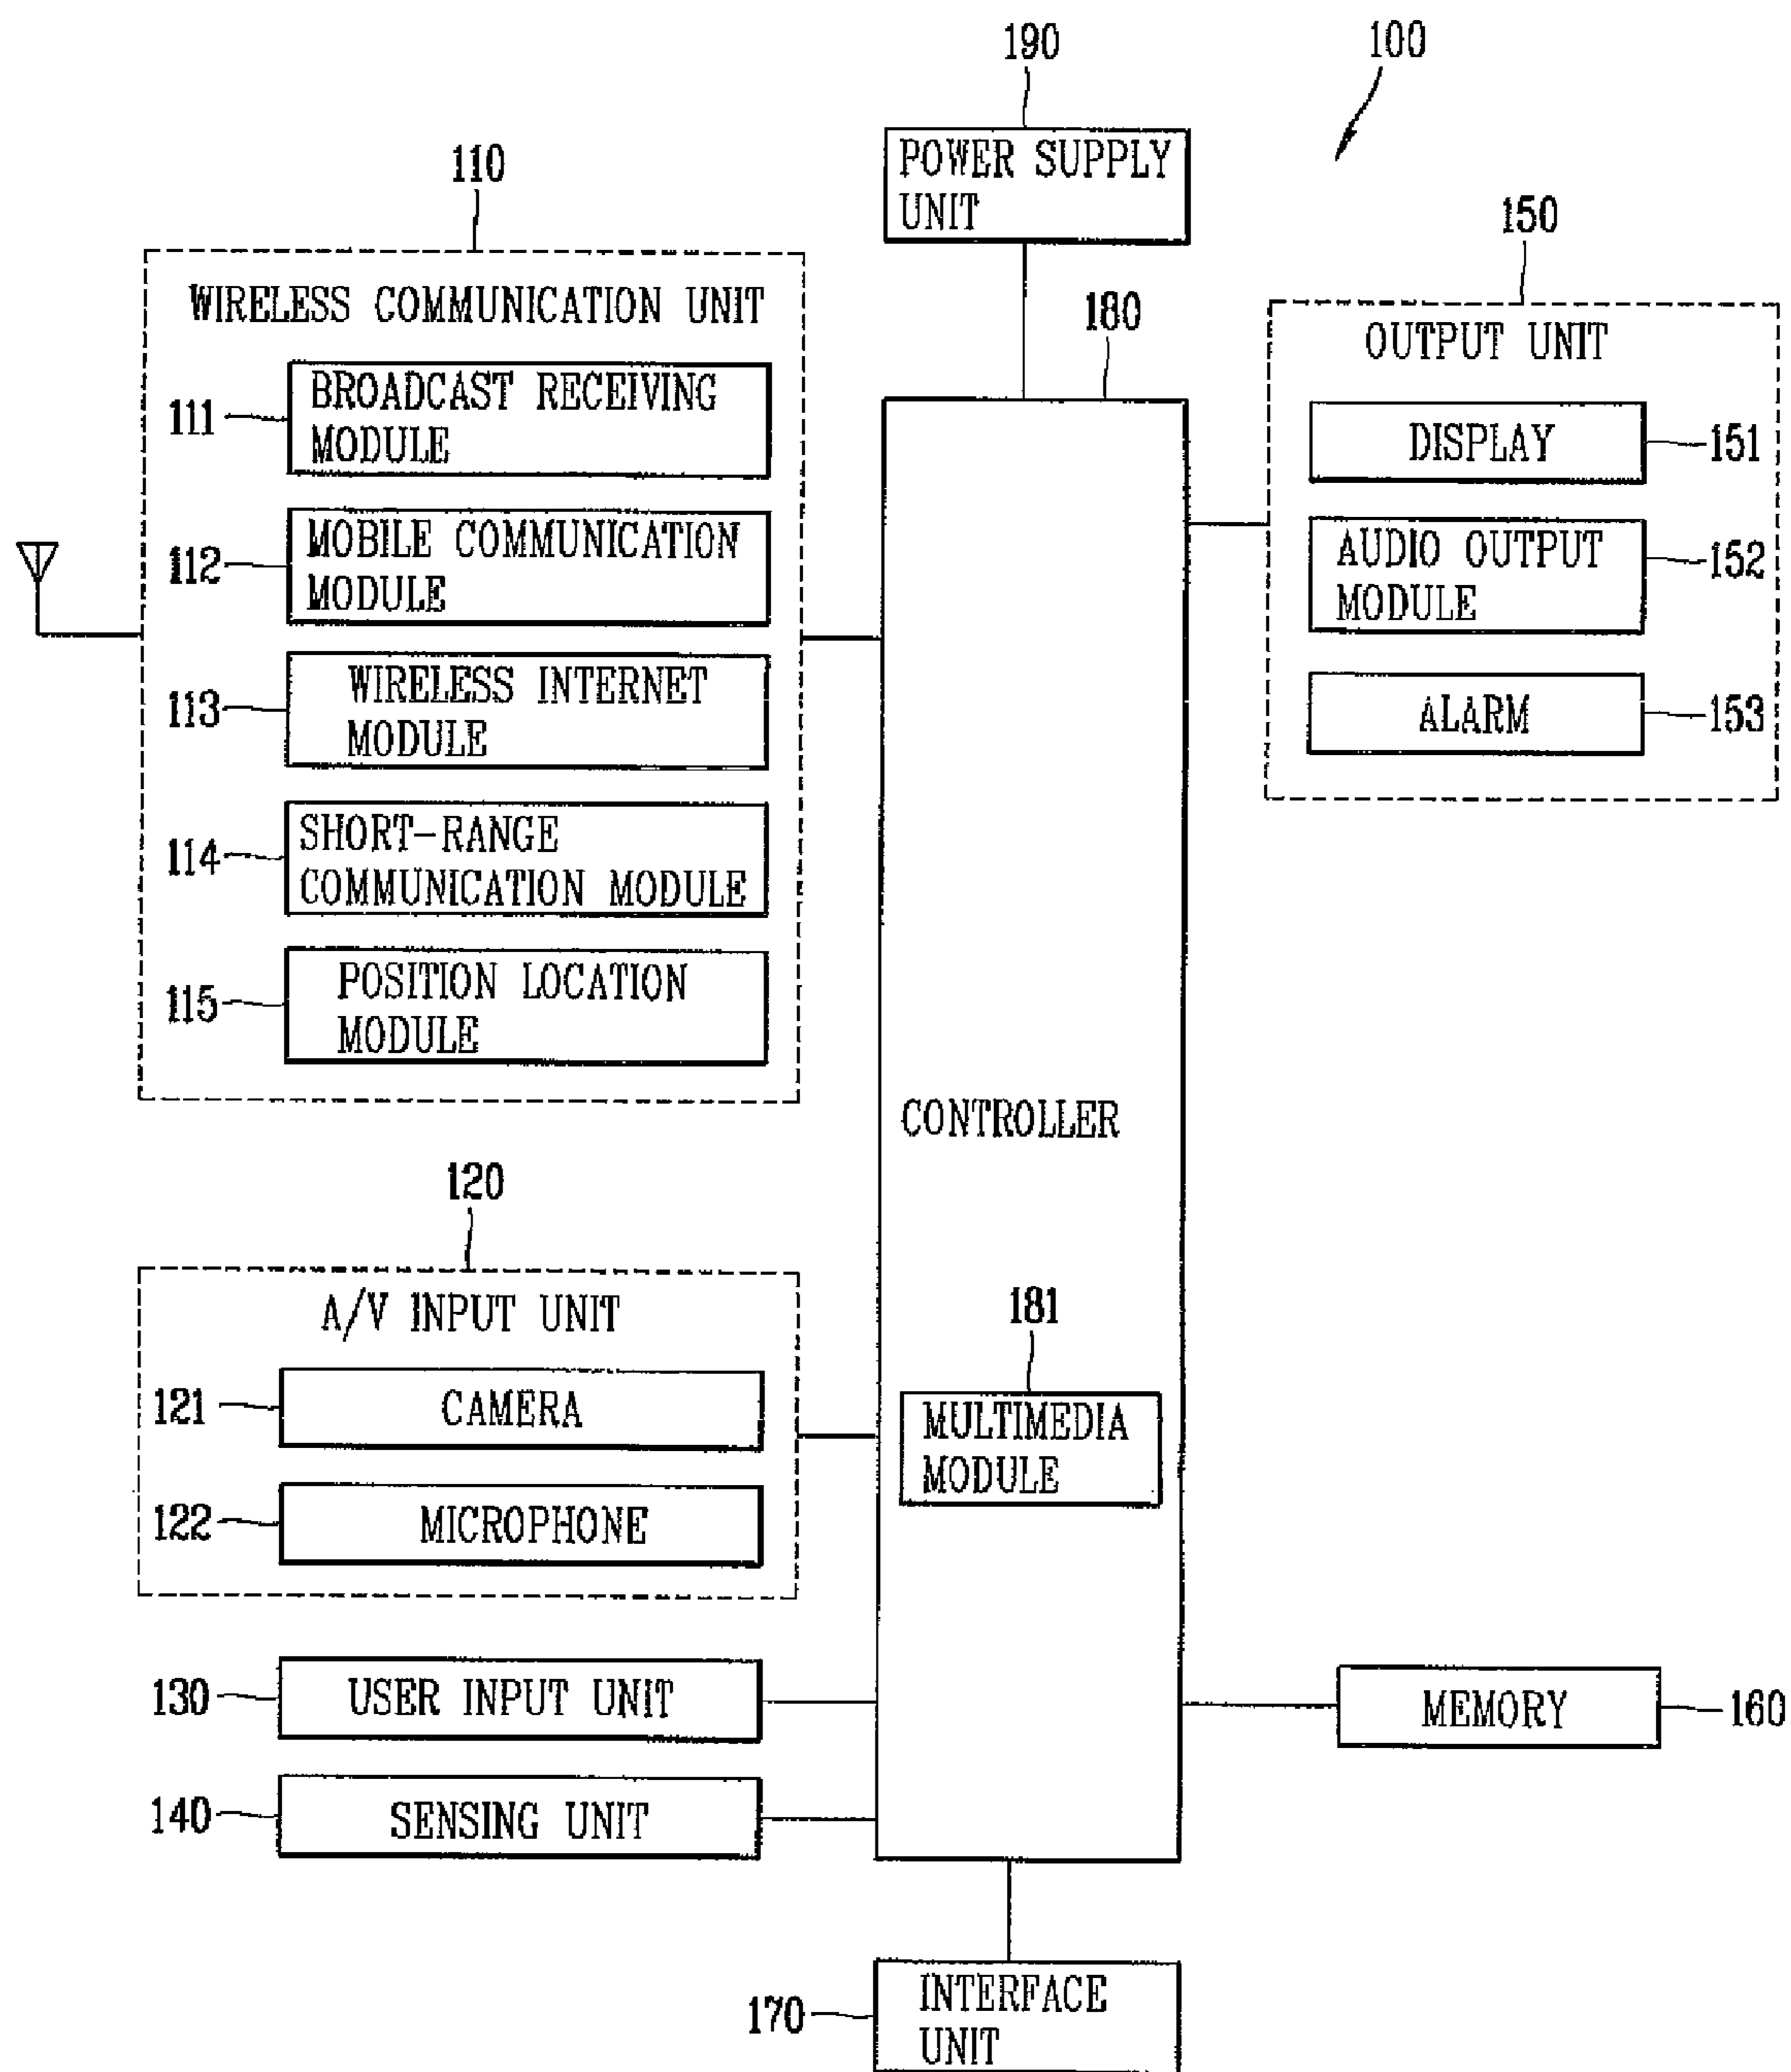 190
100
POWER SUPPLY
UNIT
110
150
WIRELESS COMMUNICATION UNIT
180
OUTPUT UNIT
111
BROADCAST RECEIVING
MODULE
DISPLAY
151
112
MOBILE COMMUNICATION
MODULE
AUDIO OUTPUT
MODULE
152
113
WIRELESS INTERNET
MODULE
ALARM
153
114
SHORT-RANGE
COMMUNICATION MODULE
115
POSITION LOCATION
MODULE
CONTROLLER
120
A/V INPUT UNIT
181
121
CAMERA
MULTIMEDIA
MODULE
122
MICROPHONE
130
USER INPUT UNIT
MEMORY
160
140
SENSING UNIT
170
INTERFACE
UNIT